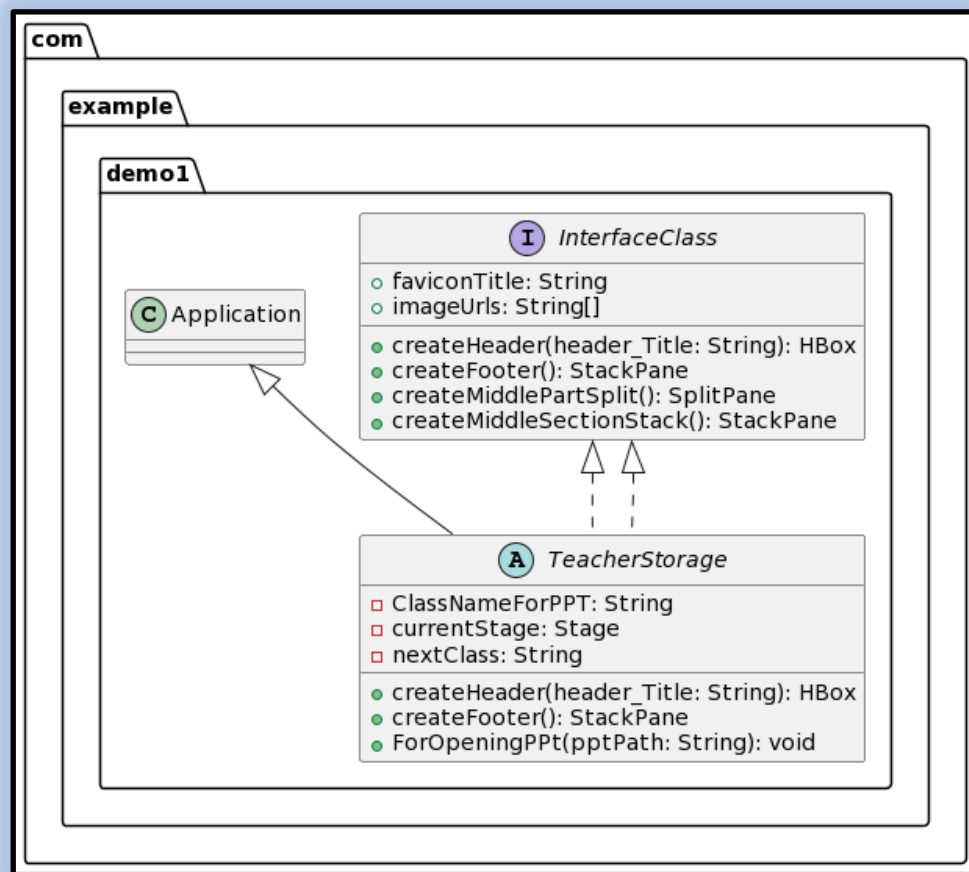 com
example
demo1
I InterfaceClass
faviconTitle: String
imageUrls: String[]
createHeader(header_Title: String): HBox
createFooter(): StackPane
createMiddlePartSplit(): SplitPane
createMiddleSectionStack(): StackPane
C Application
A TeacherStorage
ClassNameForPPT: String
currentStage: Stage
nextClass: String
createHeader(header_Title: String): HBox
createFooter(): StackPane
ForOpeningPPt(pptPath: String): void